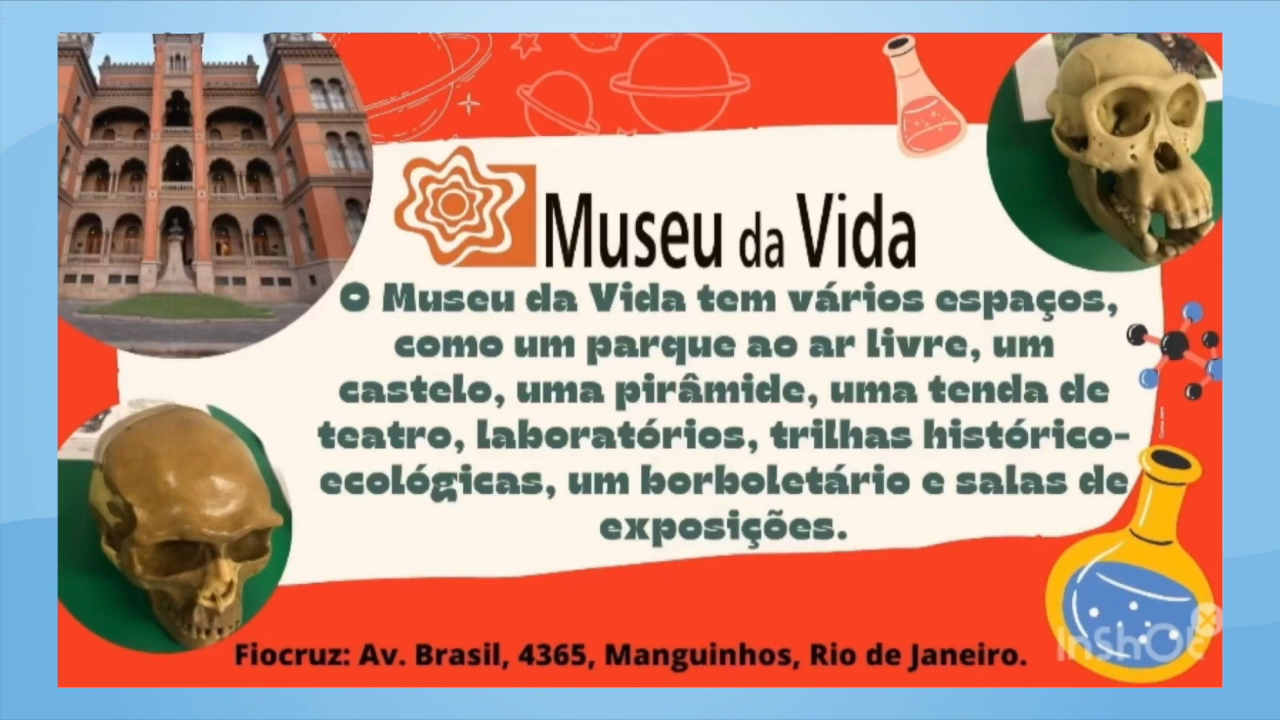 Museu da Vida
O Museu da Vida tem vários espaços,
como um parque ao ar livre, um
castelo, uma pirâmide, uma tenda de
teatro, laboratórios, trilhas histórico-
ecológicas, um borboletário e salas de
exposições.
Fiocruz: Av. Brasil, 4365, Manguinhos, Rio de Janeiro.
InShOt